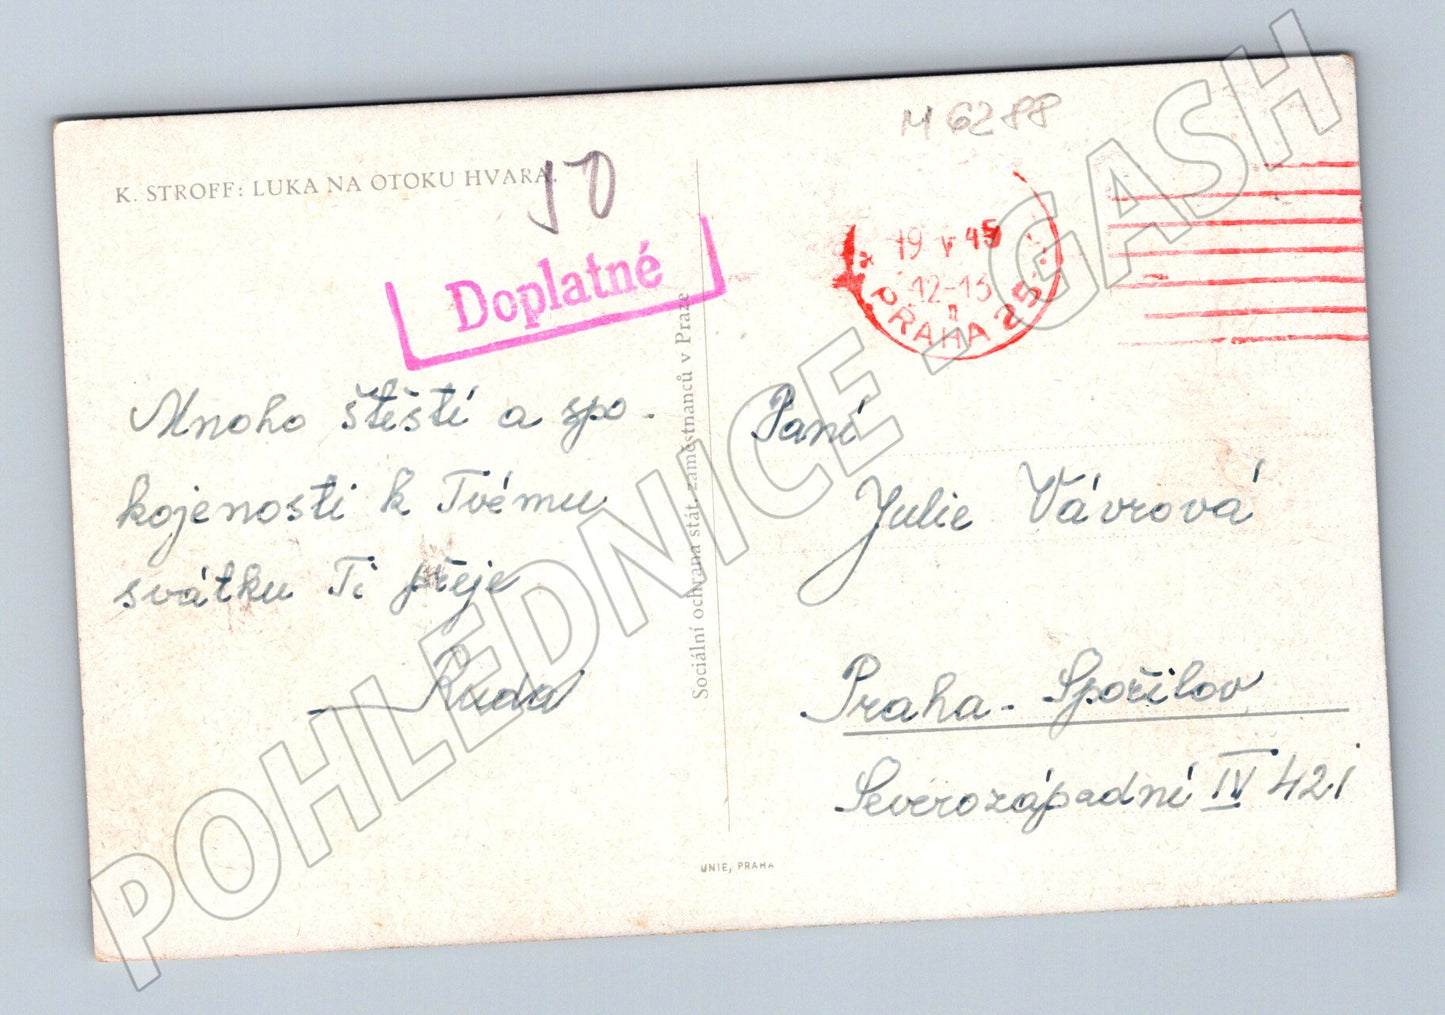 M 6288
K. STROFF: LUKA NA OTOKU HVARA.
50
Doplatné
19 V 45
12-13
PRAHA 25
Mnoho štěstí a spo-
kojenosti k Tvému
svátku Ti přeje
Ruda
Sociální ochrana stát. zaměstnanců v Praze
Paní
Julie Vávrová
Praha - Spořilov
Severozápadní IV 421
UNIE, PRAHA
POHLEDNICE - GASH